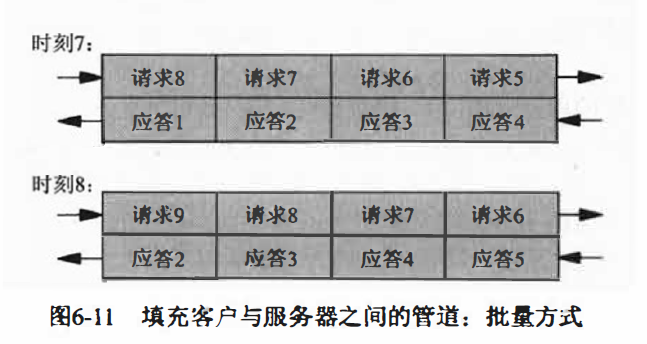 时刻7:
请求8 请求7 请求6 请求5
应答1 应答2 应答3 应答4
时刻8:
请求9 请求8 请求7 请求6
应答2 应答3 应答4 应答5
图6-11 填充客户与服务器之间的管道：批量方式